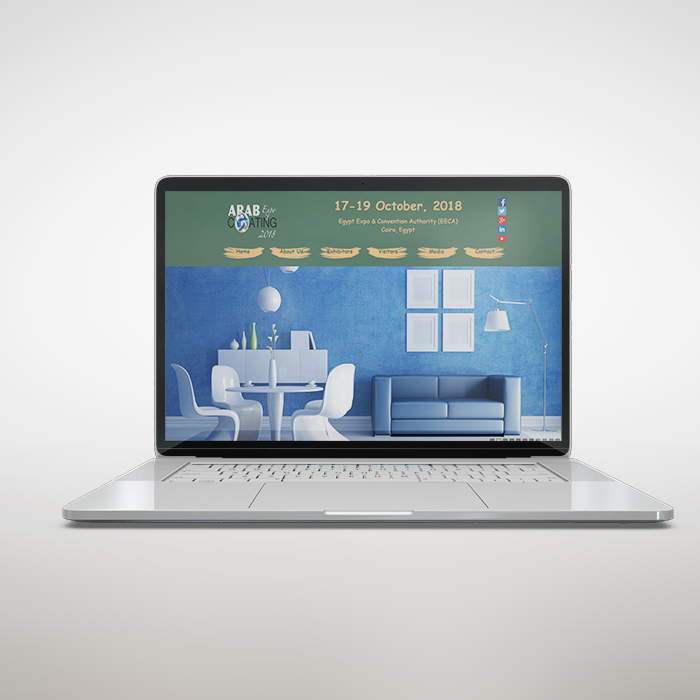 ARAB Expo
COATING
2018
17-19 October, 2018
Egypt Expo & Convention Authority (EECA)
Cairo, Egypt
Home About Us Exhibitors Visitors Media Contact